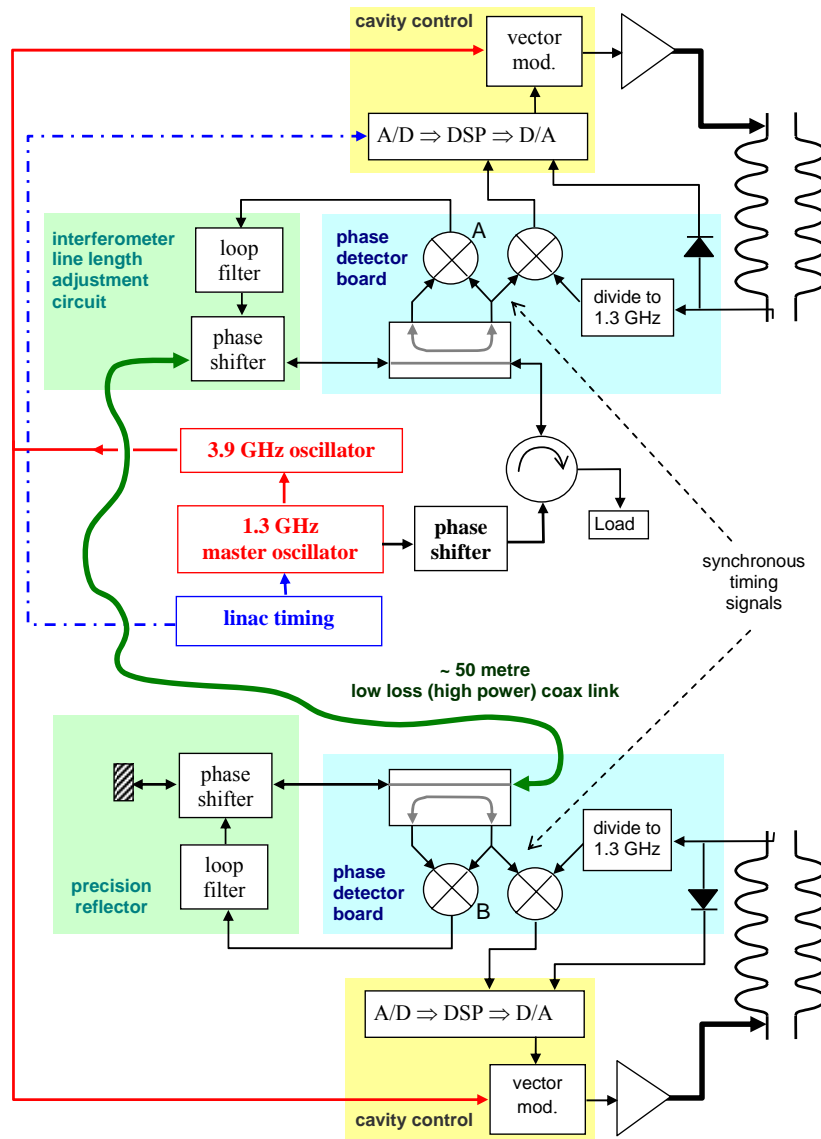 cavity control
vector
mod.
A/D ⇒ DSP ⇒ D/A
interferometer
line length
adjustment
circuit
loop
filter
phase
shifter
phase
detector
board
A
divide to
1.3 GHz
3.9 GHz oscillator
1.3 GHz
master oscillator
phase
shifter
Load
linac timing
synchronous
timing
signals
~ 50 metre
low loss (high power) coax link
phase
shifter
loop
filter
precision
reflector
phase
detector
board
B
divide to
1.3 GHz
A/D ⇒ DSP ⇒ D/A
vector
mod.
cavity control